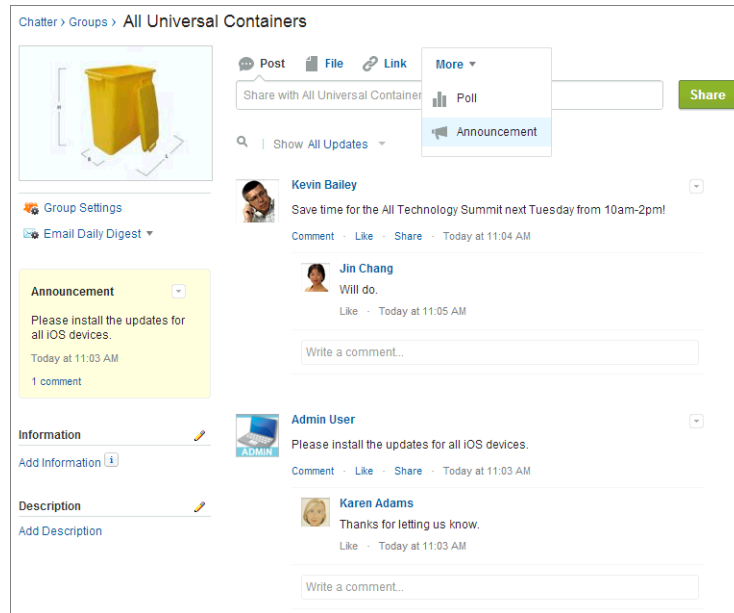 Chatter › Groups › All Universal Containers
Post File Link More
Share with All Universal Container
Share
Poll
Announcement
Show All Updates
H
L
Group Settings
Email Daily Digest
Announcement
Please install the updates for
all iOS devices.
Today at 11:03 AM
1 comment
Information
Add Information i
Description
Add Description
Kevin Bailey
Save time for the All Technology Summit next Tuesday from 10am-2pm!
Comment · Like · Share · Today at 11:04 AM
Jin Chang
Will do.
Like · Today at 11:05 AM
Write a comment...
Admin User
Please install the updates for all iOS devices.
Comment · Like · Share · Today at 11:03 AM
ADMIN
Karen Adams
Thanks for letting us know.
Like · Today at 11:03 AM
Write a comment...